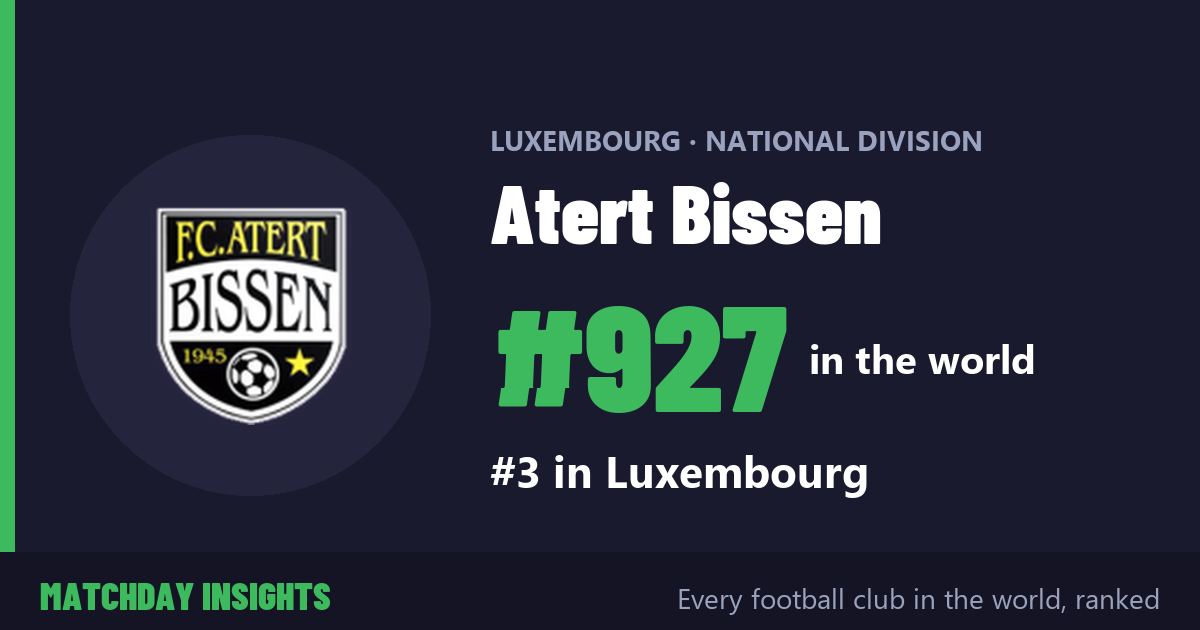 F.C. ATERT
BISSEN
1945
LUXEMBOURG · NATIONAL DIVISION
Atert Bissen
#927 in the world
#3 in Luxembourg
MATCHDAY INSIGHTS
Every football club in the world, ranked